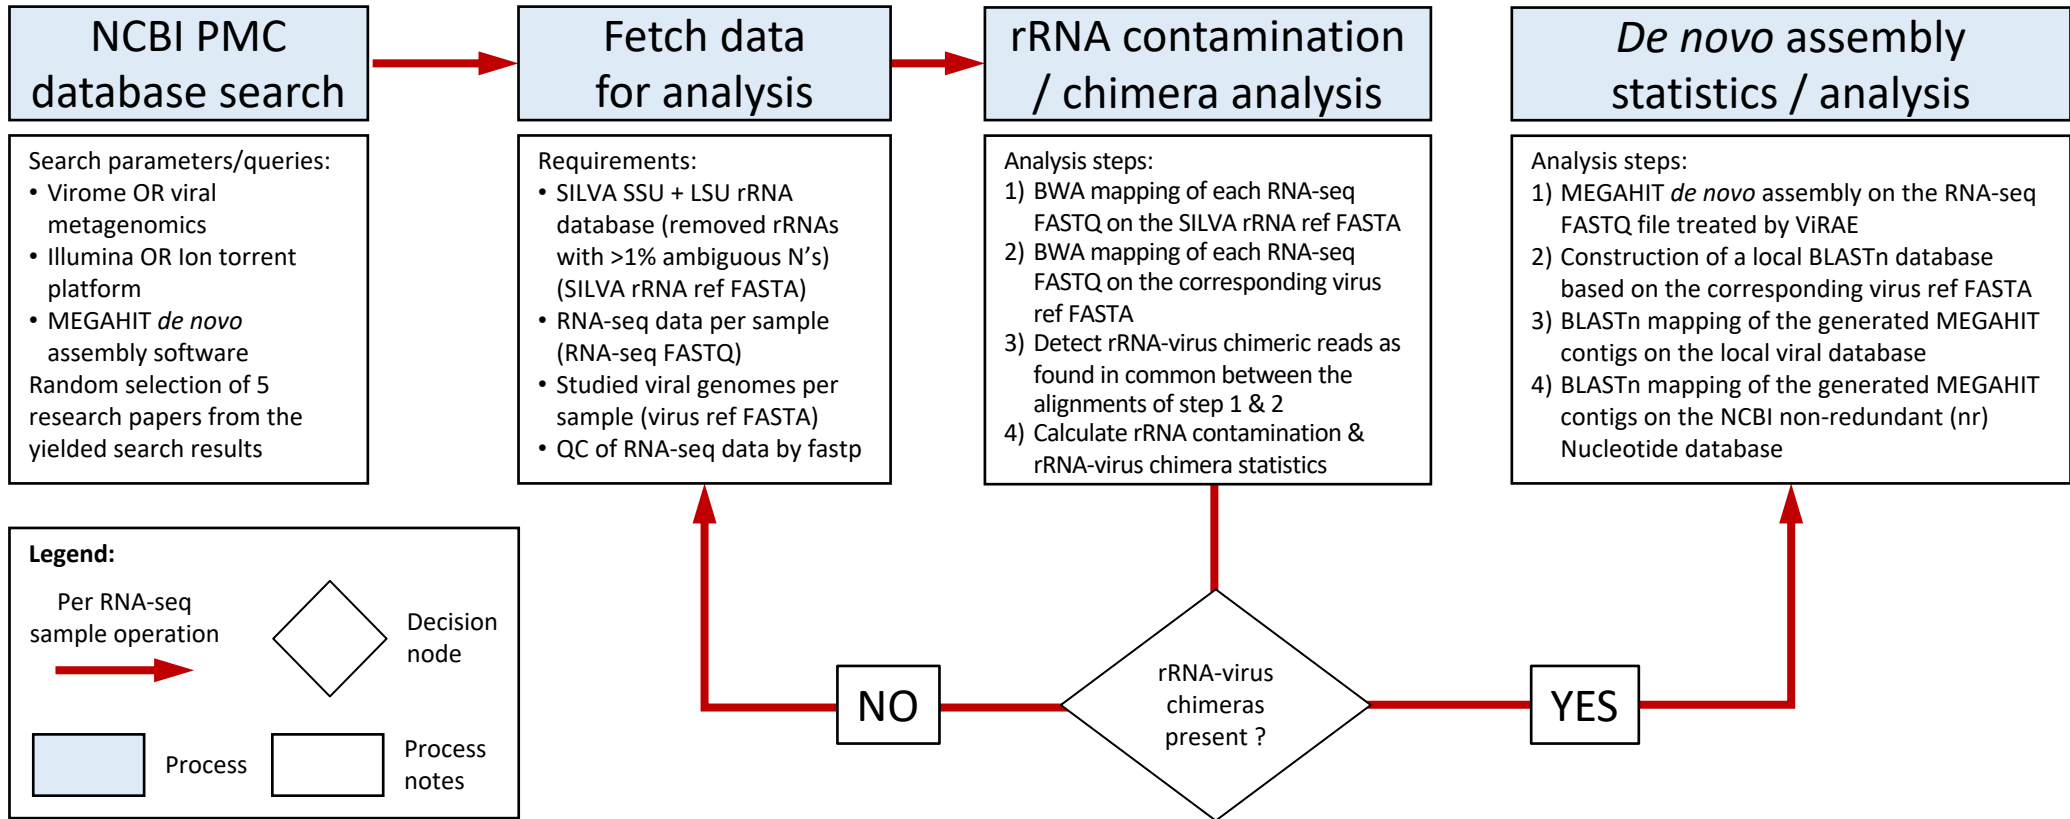 NCBI PMC
database search
Search parameters/queries:
• Virome OR viral
metagenomics
• Illumina OR Ion torrent
platform
• MEGAHIT de novo
assembly software
Random selection of 5
research papers from the
yielded search results
Fetch data
for analysis
Requirements:
• SILVA SSU + LSU rRNA
database (removed rRNAs
with >1% ambiguous N’s)
(SILVA rRNA ref FASTA)
• RNA-seq data per sample
(RNA-seq FASTQ)
• Studied viral genomes per
sample (virus ref FASTA)
• QC of RNA-seq data by fastp
rRNA contamination
/ chimera analysis
Analysis steps:
1) BWA mapping of each RNA-seq
FASTQ on the SILVA rRNA ref FASTA
2) BWA mapping of each RNA-seq
FASTQ on the corresponding virus
ref FASTA
3) Detect rRNA-virus chimeric reads as
found in common between the
alignments of step 1 & 2
4) Calculate rRNA contamination &
rRNA-virus chimera statistics
De novo assembly
statistics / analysis
Analysis steps:
1) MEGAHIT de novo assembly on the RNA-seq
FASTQ file treated by ViRAE
2) Construction of a local BLASTn database
based on the corresponding virus ref FASTA
3) BLASTn mapping of the generated MEGAHIT
contigs on the local viral database
4) BLASTn mapping of the generated MEGAHIT
contigs on the NCBI non-redundant (nr)
Nucleotide database
Legend:
Per RNA-seq
sample operation
Decision
node
Process
Process
notes
NO
rRNA-virus
chimeras
present ?
YES